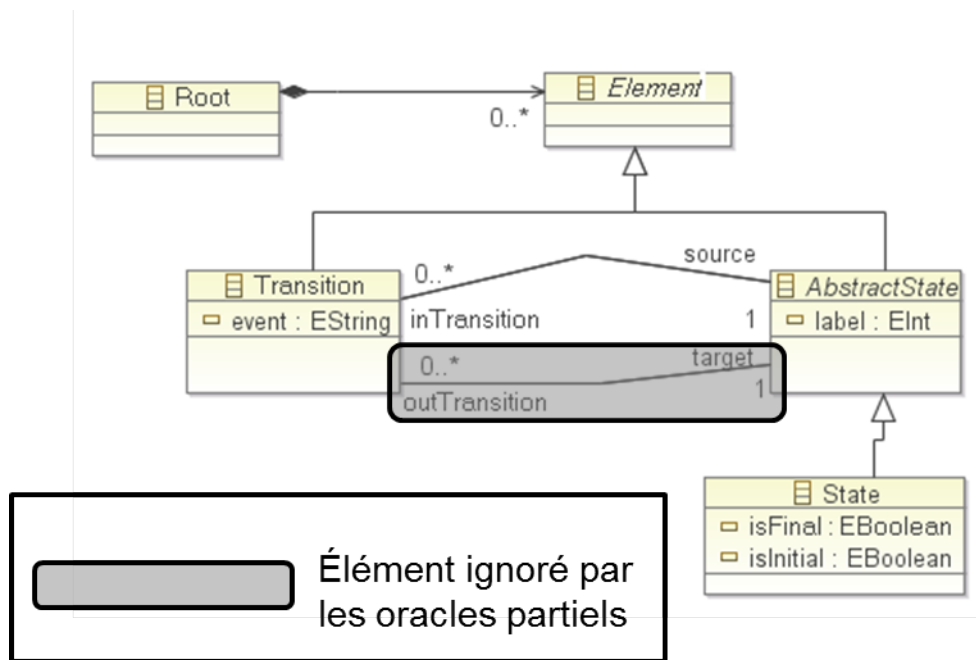 Root
Element
0..*
source
0..*
Transition
AbstractState
event : EString
inTransition
1
label : EInt
target
0..*
1
outTransition
State
isFinal : EBoolean
isInitial : EBoolean
Élément ignoré par
les oracles partiels